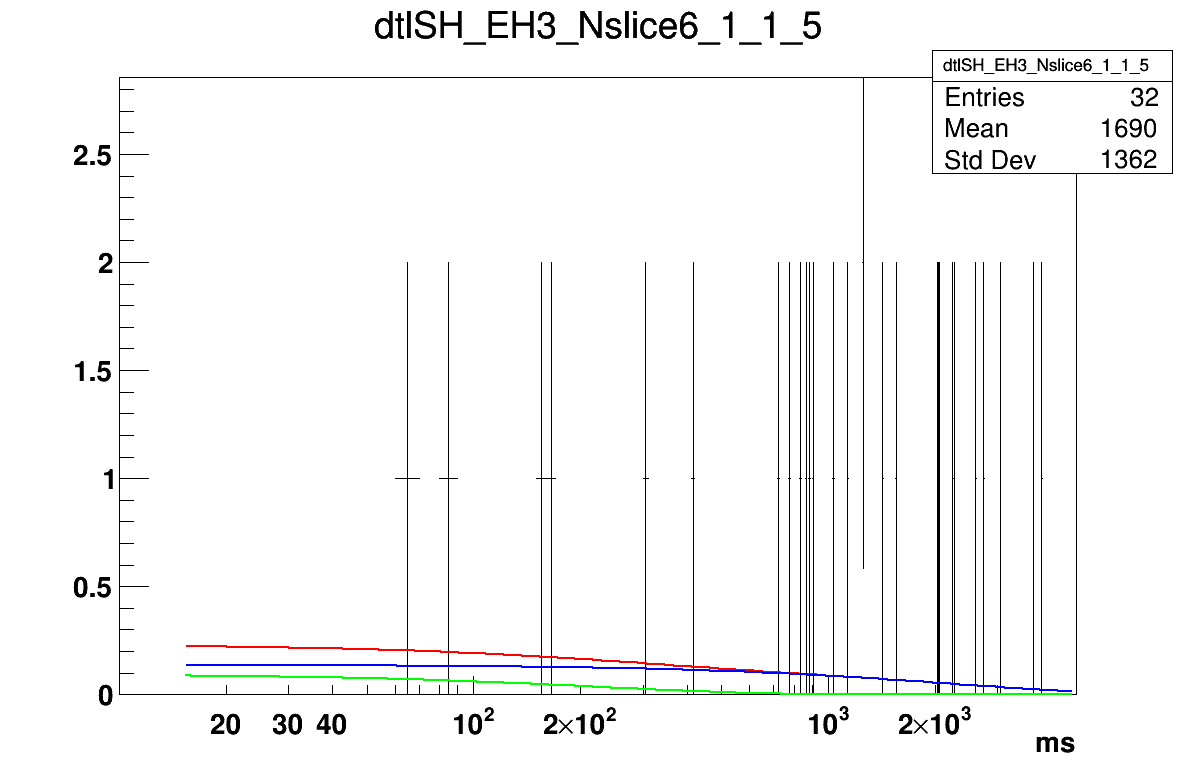 dtISH_EH3_Nslice6_1_1_5
dtISH_EH3_Nslice6_1_1_5
Entries 32
Mean 1690
Std Dev 1362
2.5
2
1.5
1
0.5
0
20 30 40 10² 2×10² 10³ 2×10³
ms